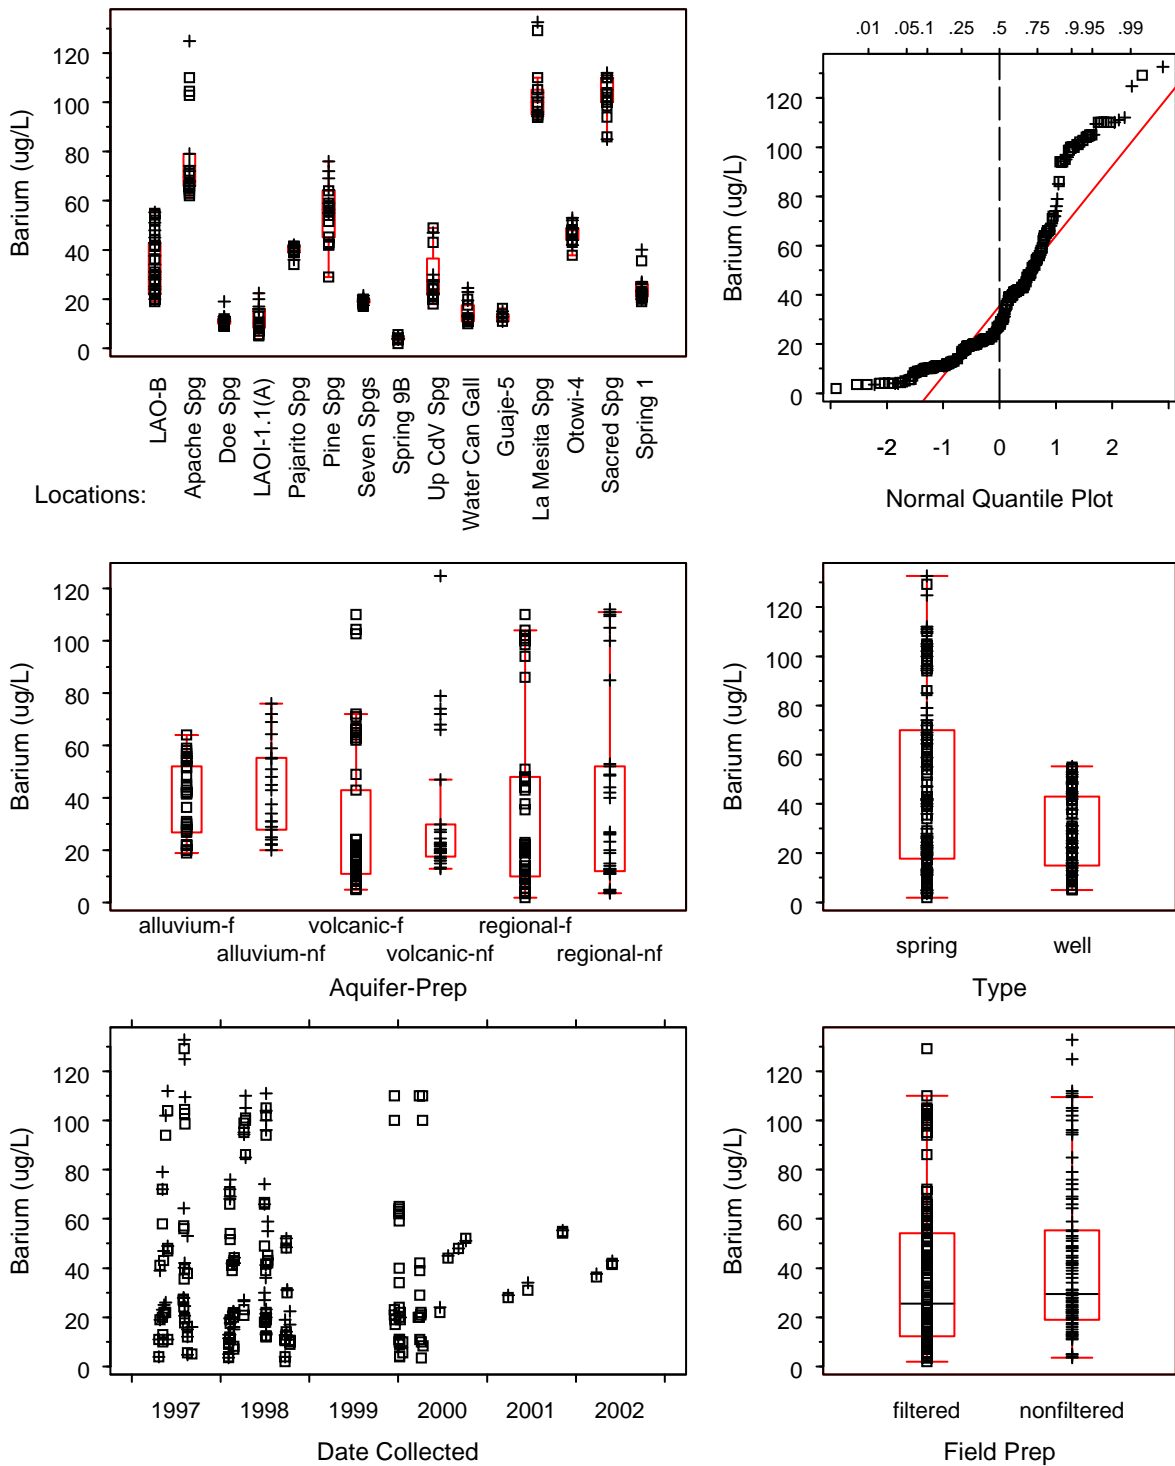 Barium (ug/L)
120
100
80
60
40
20
0
LAO-B
Apache Spg
Doe Spg
LAOI-1.1(A)
Pajarito Spg
Pine Spg
Seven Spgs
Spring 9B
Up CdV Spg
Water Can Gall
Guaje-5
La Mesita Spg
Otowi-4
Sacred Spg
Spring 1
Locations:
.01 .05 .1 .25 .5 .75 .9 .95 .99
Barium (ug/L)
120
100
80
60
40
20
0
-2 -1 0 1 2
Normal Quantile Plot
Barium (ug/L)
120
100
80
60
40
20
0
alluvium-f volcanic-f regional-f
alluvium-nf volcanic-nf regional-nf
Aquifer-Prep
Barium (ug/L)
120
100
80
60
40
20
0
spring well
Type
Barium (ug/L)
120
100
80
60
40
20
0
1997 1998 1999 2000 2001 2002
Date Collected
Barium (ug/L)
120
100
80
60
40
20
0
filtered nonfiltered
Field Prep